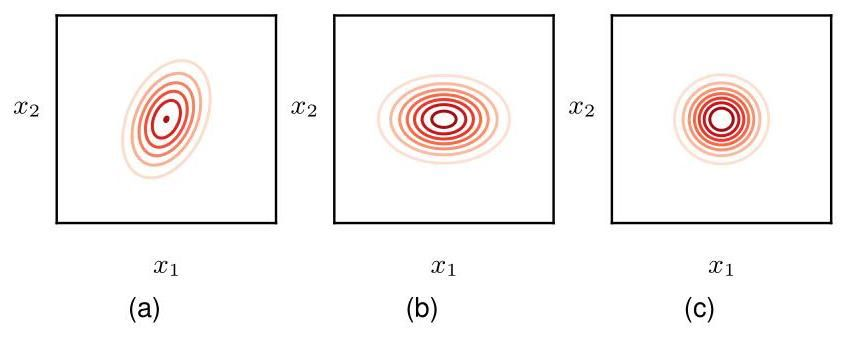 x₂ x₂ x₂
x₁ x₁ x₁
(a) (b) (c)